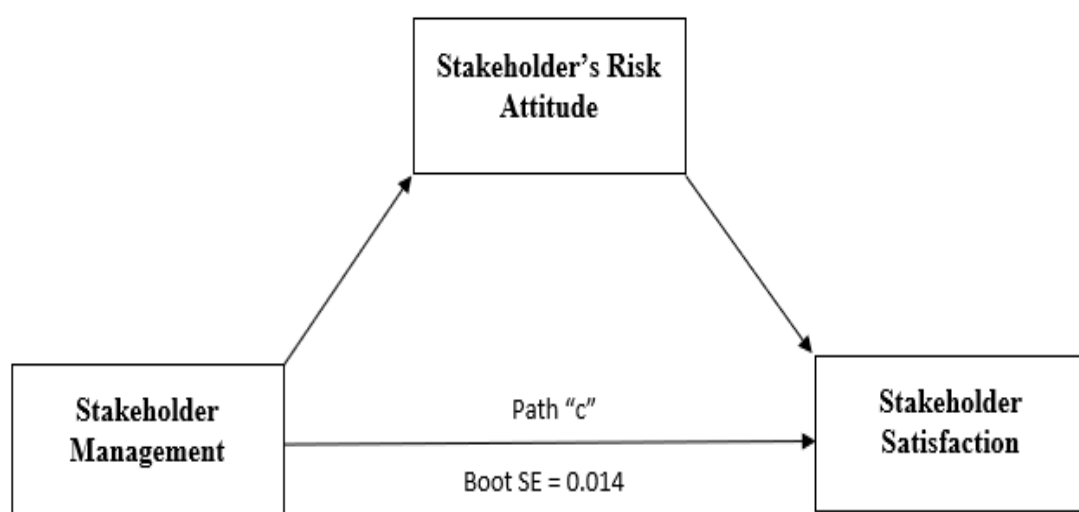 Stakeholder’s Risk
Attitude
Stakeholder
Management
Path “c”
Boot SE = 0.014
Stakeholder
Satisfaction